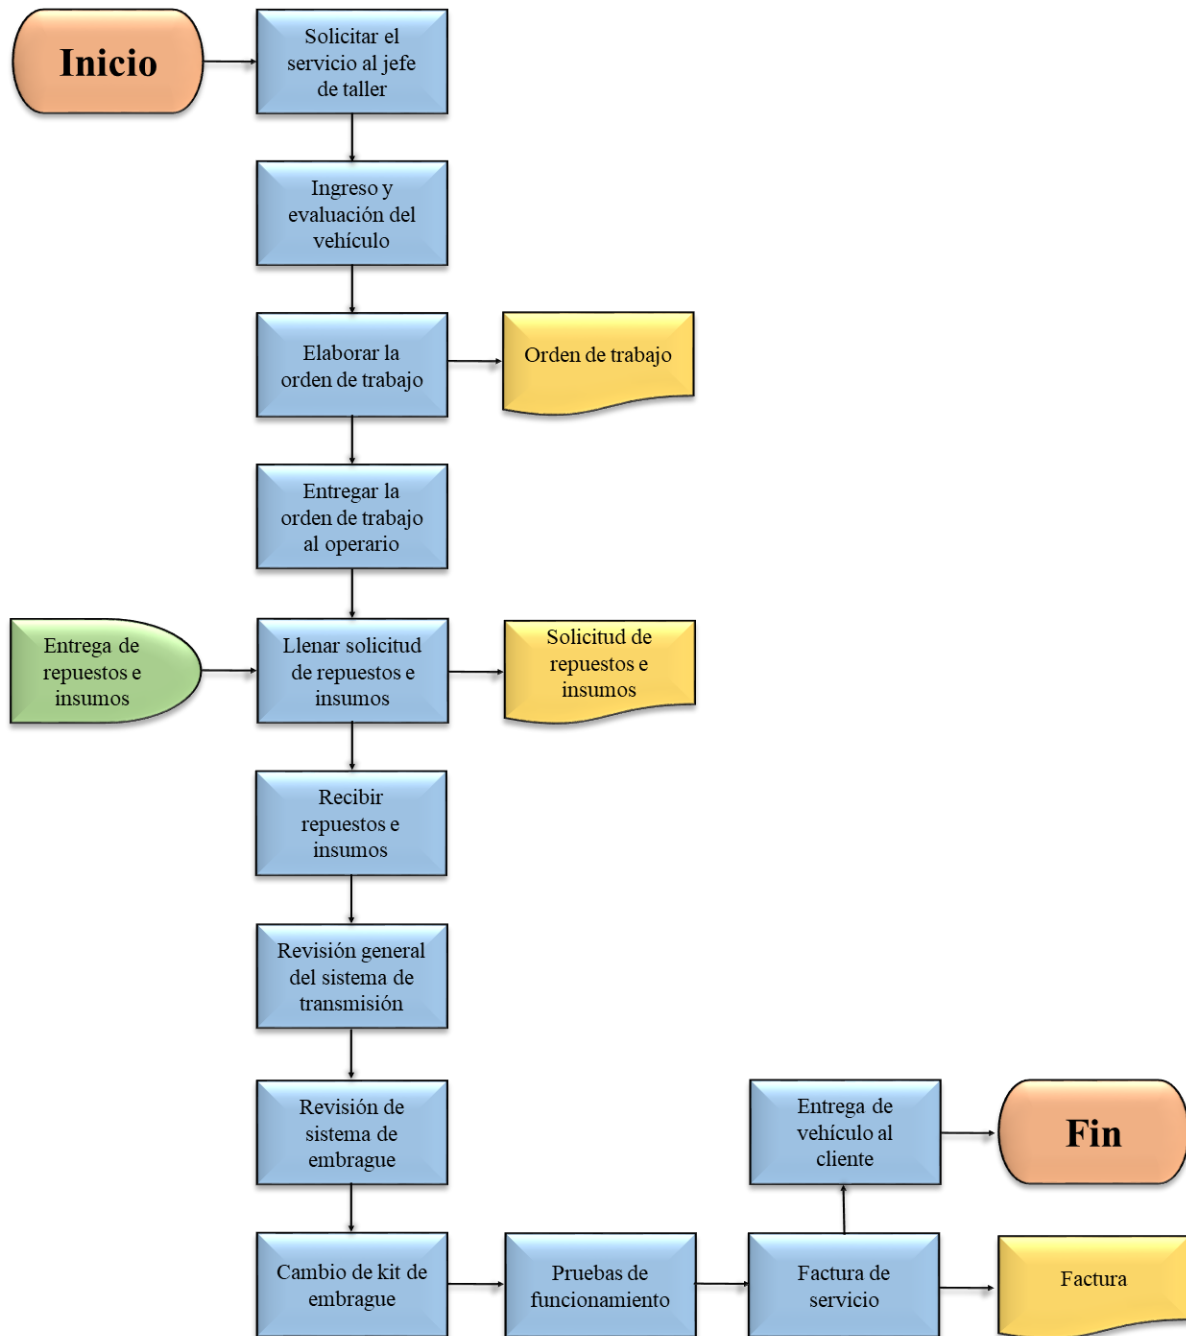 Inicio
Solicitar el
servicio al jefe
de taller
Ingreso y
evaluación del
vehículo
Elaborar la
orden de trabajo
Orden de trabajo
Entregar la
orden de trabajo
al operario
Entrega de
repuestos e
insumos
Llenar solicitud
de repuestos e
insumos
Solicitud de
repuestos e
insumos
Recibir
repuestos e
insumos
Revisión general
del sistema de
transmisión
Revisión de
sistema de
embrague
Cambio de kit de
embrague
Pruebas de
funcionamiento
Factura de
servicio
Factura
Entrega de
vehículo al
cliente
Fin